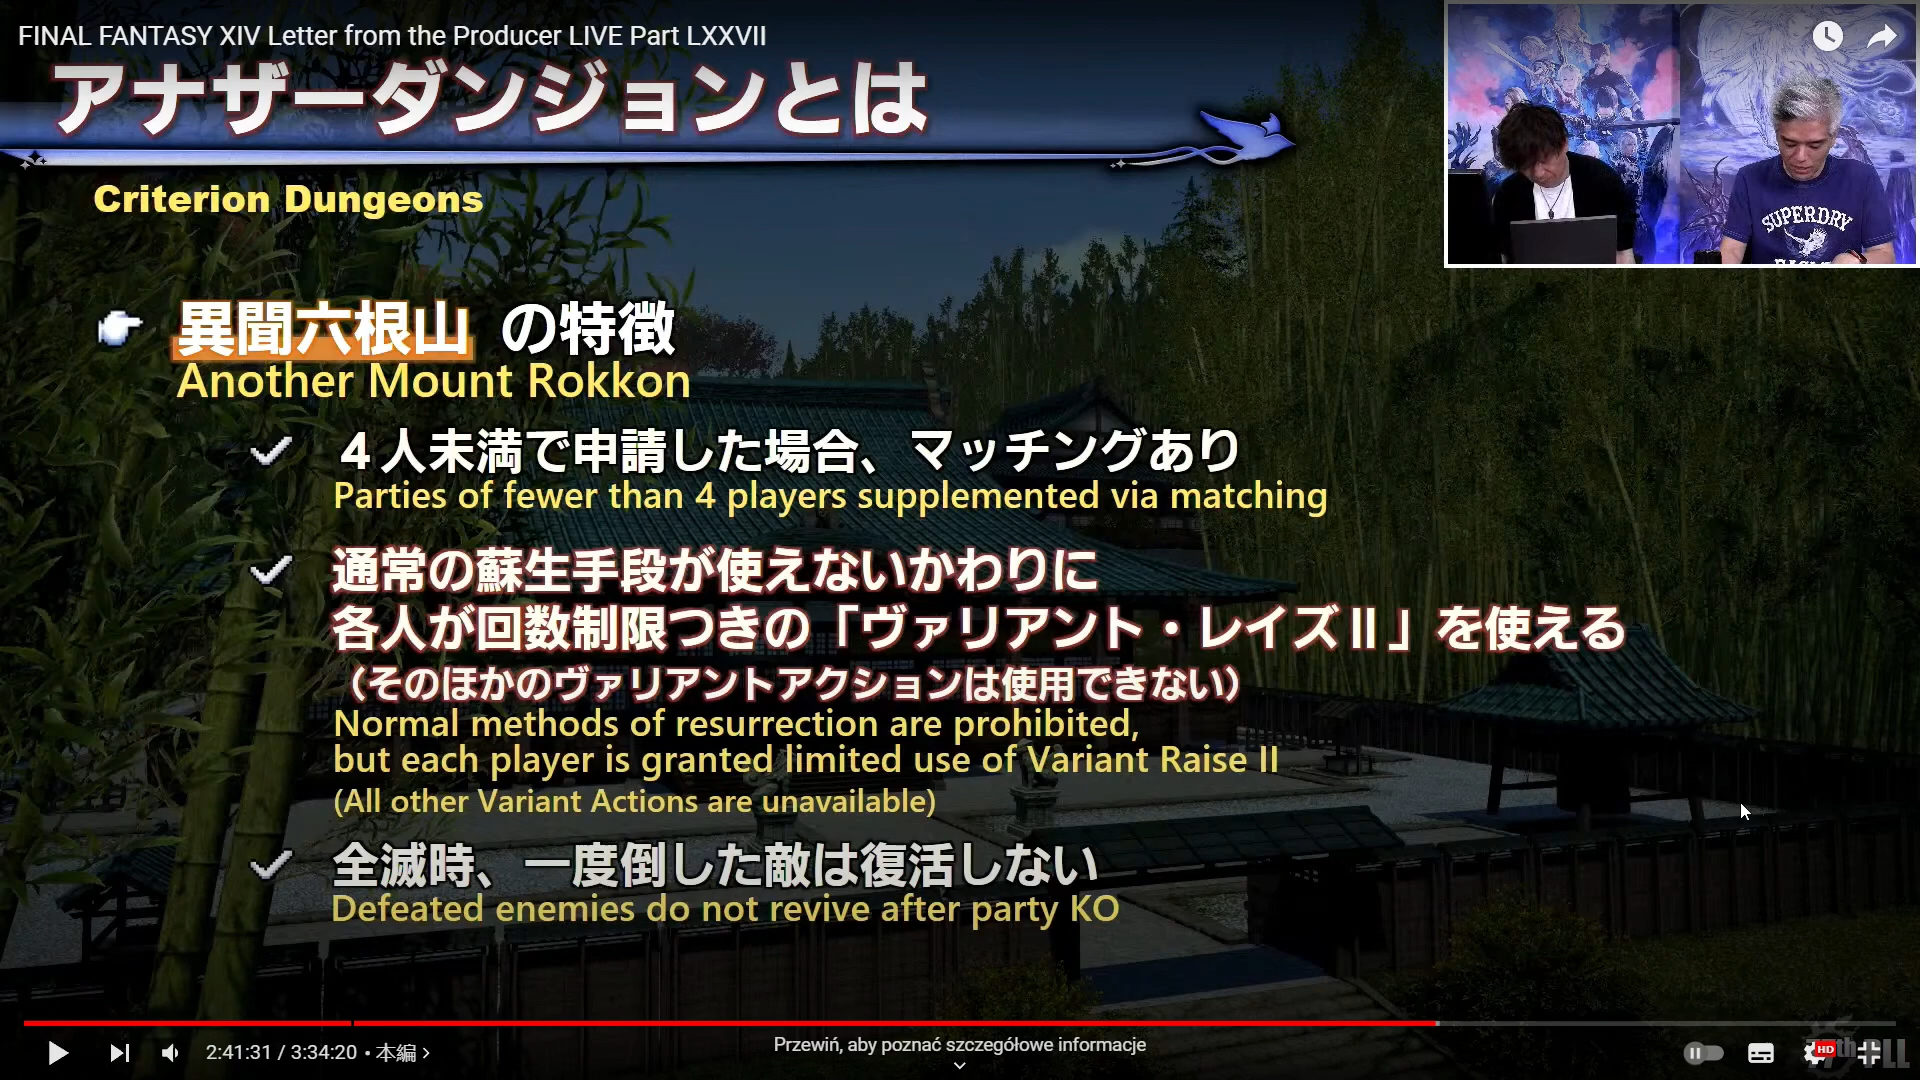 FINAL FANTASY XIV Letter from the Producer LIVE Part LXXVII
アナザーダンジョンとは
Criterion Dungeons
SUPERDRY
異聞六根山 の特徴
Another Mount Rokkon
4人未満で申請した場合、マッチングあり
Parties of fewer than 4 players supplemented via matching
通常の蘇生手段が使えないかわりに
各人が回数制限つきの「ヴァリアント・レイズII」を使える
（そのほかのヴァリアントアクションは使用できない）
Normal methods of resurrection are prohibited,
but each player is granted limited use of Variant Raise II
(All other Variant Actions are unavailable)
全滅時、一度倒した敵は復活しない
Defeated enemies do not revive after party KO
2:41:31 / 3:34:20 • 本編 ›
Przewiń, aby poznać szczegółowe informacje
HD
PLL